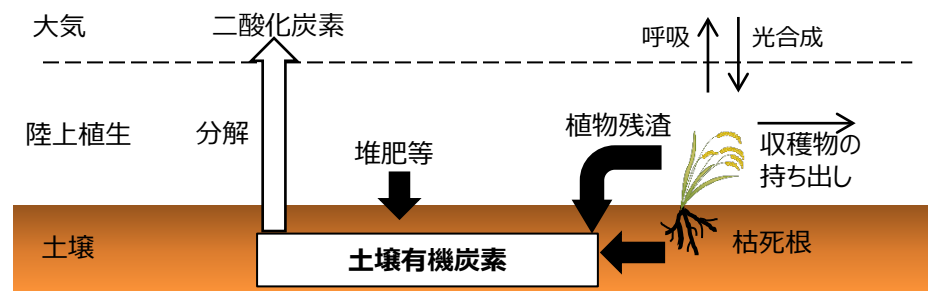 大気
二酸化炭素
呼吸
光合成
陸上植生
分解
堆肥等
植物残渣
収穫物の
持ち出し
土壌
土壌有機炭素
枯死根